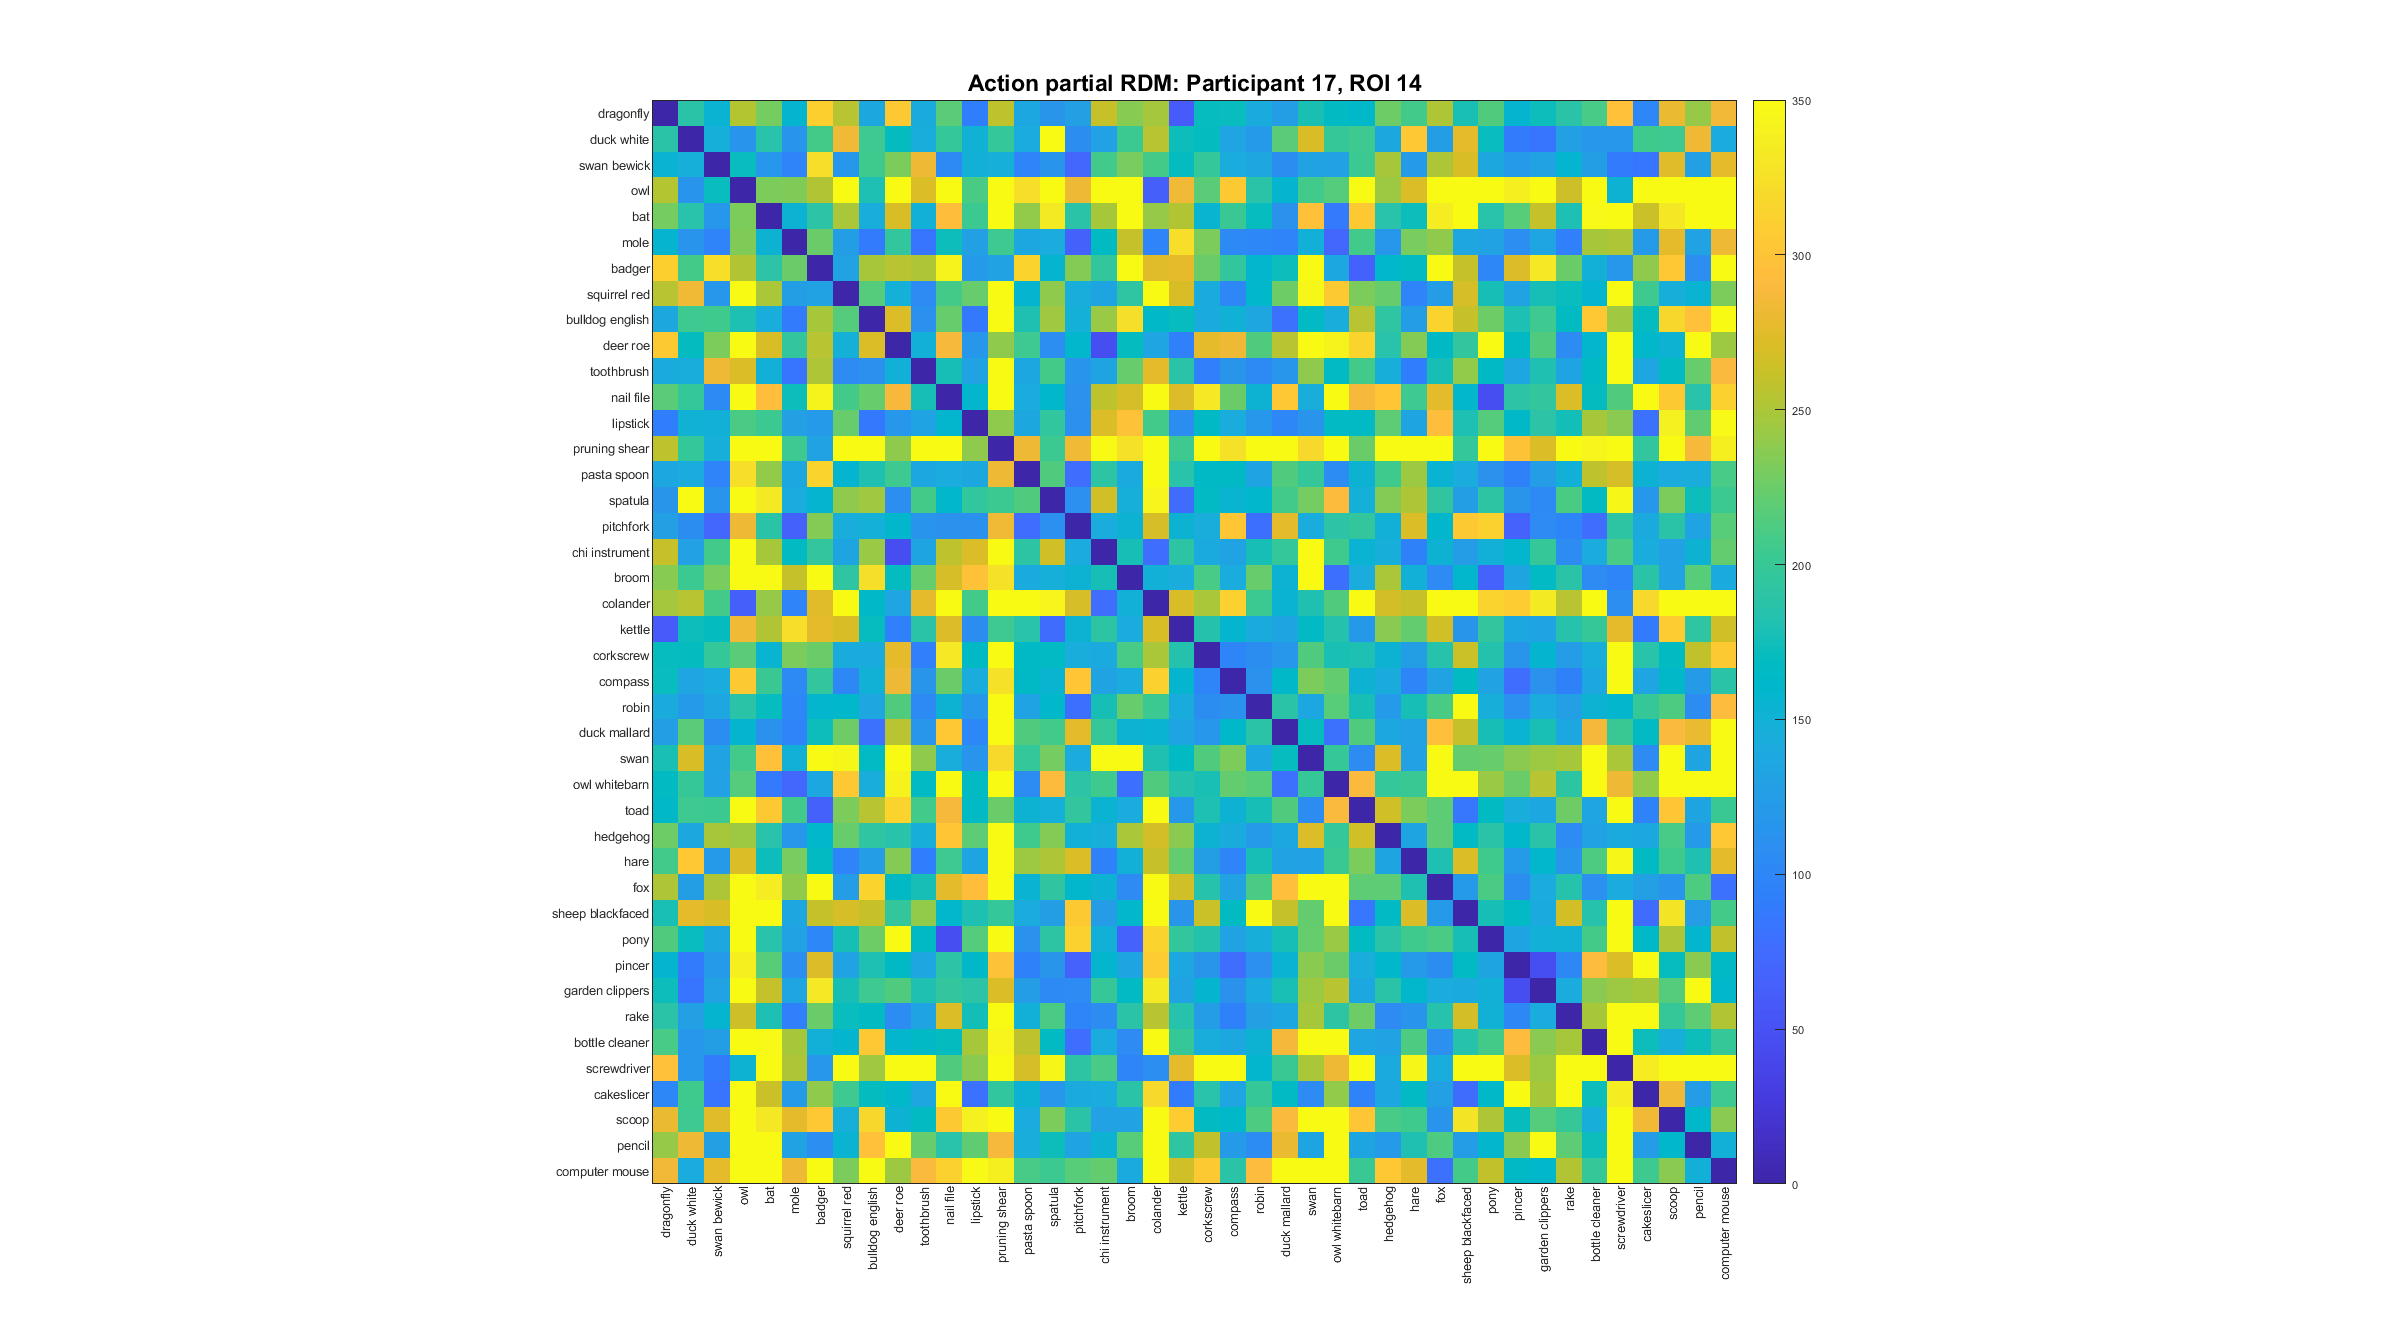 Action partial RDM: Participant 17, ROI 14
dragonfly
duck white
swan bewick
owl
bat
mole
badger
squirrel red
bulldog english
deer roe
toothbrush
nail file
lipstick
pruning shear
pasta spoon
spatula
pitchfork
chi instrument
broom
colander
kettle
corkscrew
compass
robin
duck mallard
swan
owl whitebarn
toad
hedgehog
hare
fox
sheep blackfaced
pony
pincer
garden clippers
rake
bottle cleaner
screwdriver
cakeslicer
scoop
pencil
computer mouse
dragonfly
duck white
swan bewick
owl
bat
mole
badger
squirrel red
bulldog english
deer roe
toothbrush
nail file
lipstick
pruning shear
pasta spoon
spatula
pitchfork
chi instrument
broom
colander
kettle
corkscrew
compass
robin
duck mallard
swan
owl whitebarn
toad
hedgehog
hare
fox
sheep blackfaced
pony
pincer
garden clippers
rake
bottle cleaner
screwdriver
cakeslicer
scoop
pencil
computer mouse
350
300
250
200
150
100
50
0